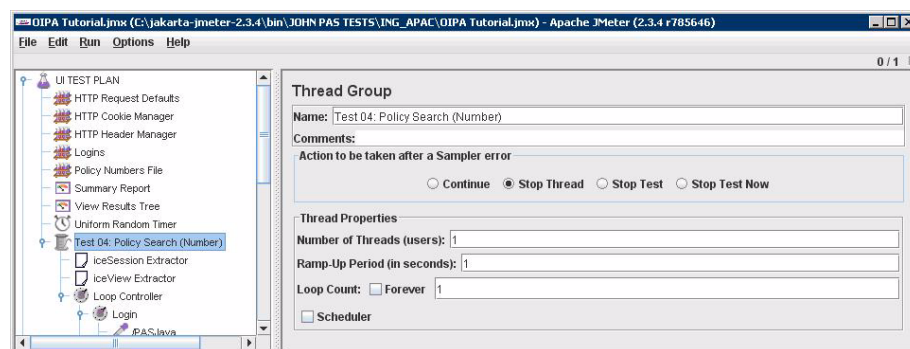 OIPA Tutorial.jmx (C:\jakarta-jmeter-2.3.4\bin\JOHN PAS TESTS\ING_APAC\OIPA Tutorial.jmx) - Apache JMeter (2.3.4 r785646)
File Edit Run Options Help
0 / 1
UI TEST PLAN
HTTP Request Defaults
HTTP Cookie Manager
HTTP Header Manager
Logins
Policy Numbers File
Summary Report
View Results Tree
Uniform Random Timer
Test 04: Policy Search (Number)
iceSession Extractor
iceView Extractor
Loop Controller
Login
/PASJava
Thread Group
Name: Test 04: Policy Search (Number)
Comments:
Action to be taken after a Sampler error
Continue Stop Thread Stop Test Stop Test Now
Thread Properties
Number of Threads (users): 1
Ramp-Up Period (in seconds): 1
Loop Count: Forever 1
Scheduler